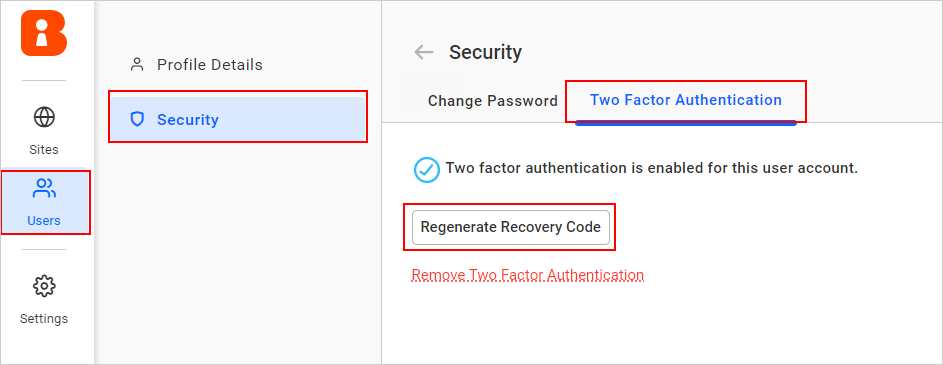 Sites
Users
Settings
Profile Details
Security
Security
Change Password
Two Factor Authentication
Two factor authentication is enabled for this user account.
Regenerate Recovery Code
Remove Two Factor Authentication